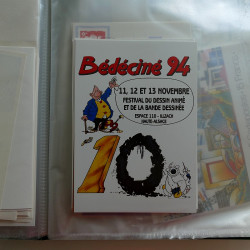 Bédéciné 94
11, 12 ET 13 NOVEMBRE
FESTIVAL DU DESSIN ANIMÉ
ET DE LA BANDE DESSINÉE
ESPACE 110 - ILLZACH
HAUTE-ALSACE
10